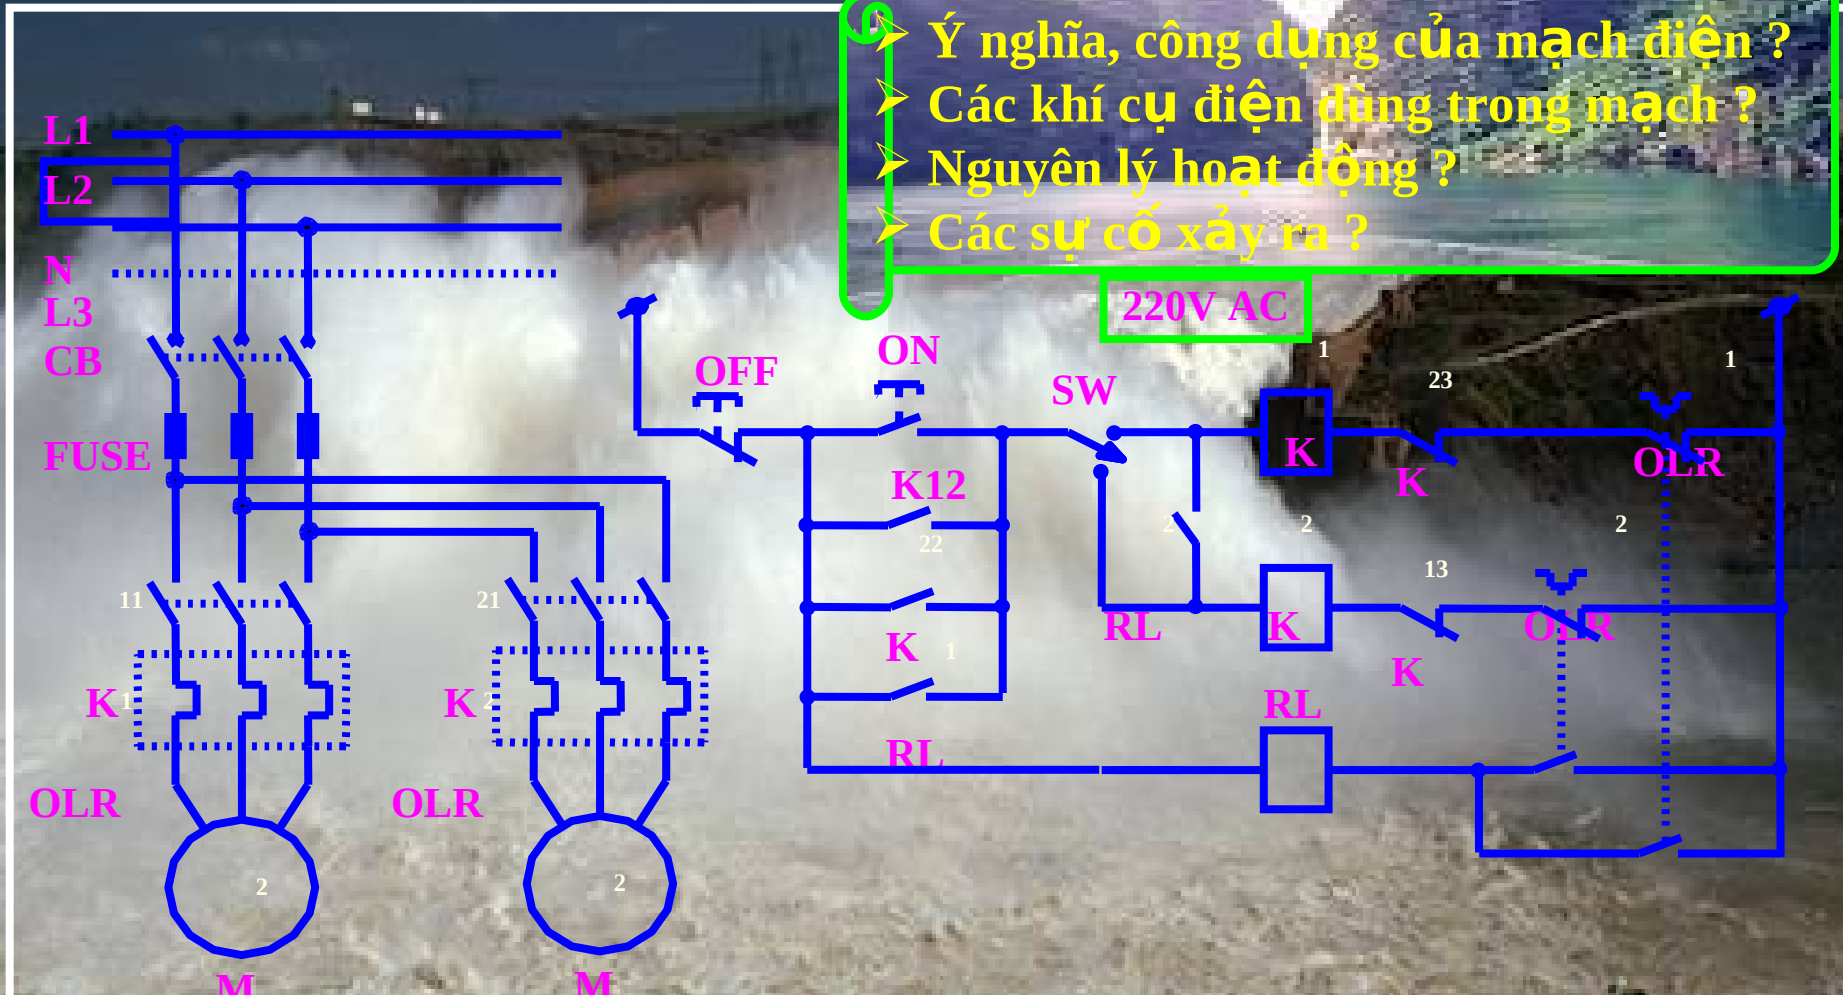 Ý nghĩa, công dụng của mạch điện ?
Các khí cụ điện dùng trong mạch ?
Nguyên lý hoạt động ?
Các sự cố xảy ra ?
L1
L2
N
L3
CB
FUSE
220V AC
OFF
ON
SW
K12
22
K
1
RL
1
K
23
K
1
OLR
2
2
2
RL
K
13
K
OLR
RL
11
21
K
1
K
2
OLR
OLR
2
2
M
M